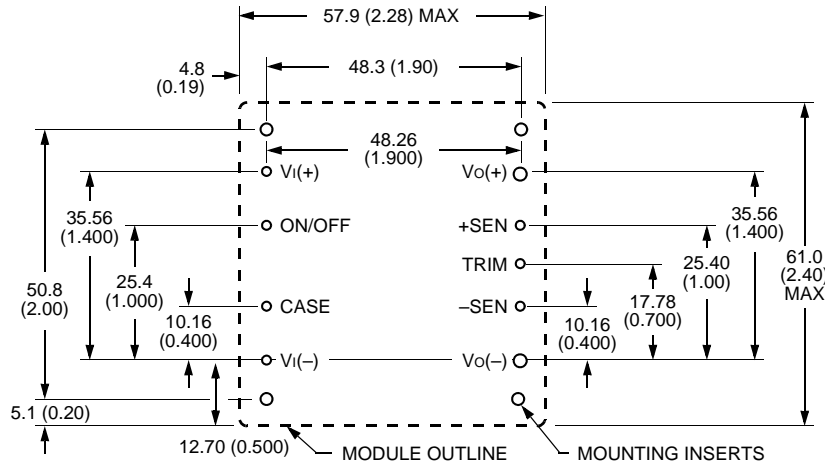 57.9 (2.28) MAX
4.8
(0.19)
48.3 (1.90)
48.26
(1.900)
VI(+)
VO(+)
35.56
(1.400)
35.56
(1.400)
ON/OFF
+SEN
TRIM
61.0
(2.40)
MAX
25.4
(1.000)
25.40
(1.00)
50.8
(2.00)
17.78
(0.700)
CASE
–SEN
10.16
(0.400)
10.16
(0.400)
VI(–)
VO(–)
5.1 (0.20)
12.70 (0.500)
MODULE OUTLINE
MOUNTING INSERTS